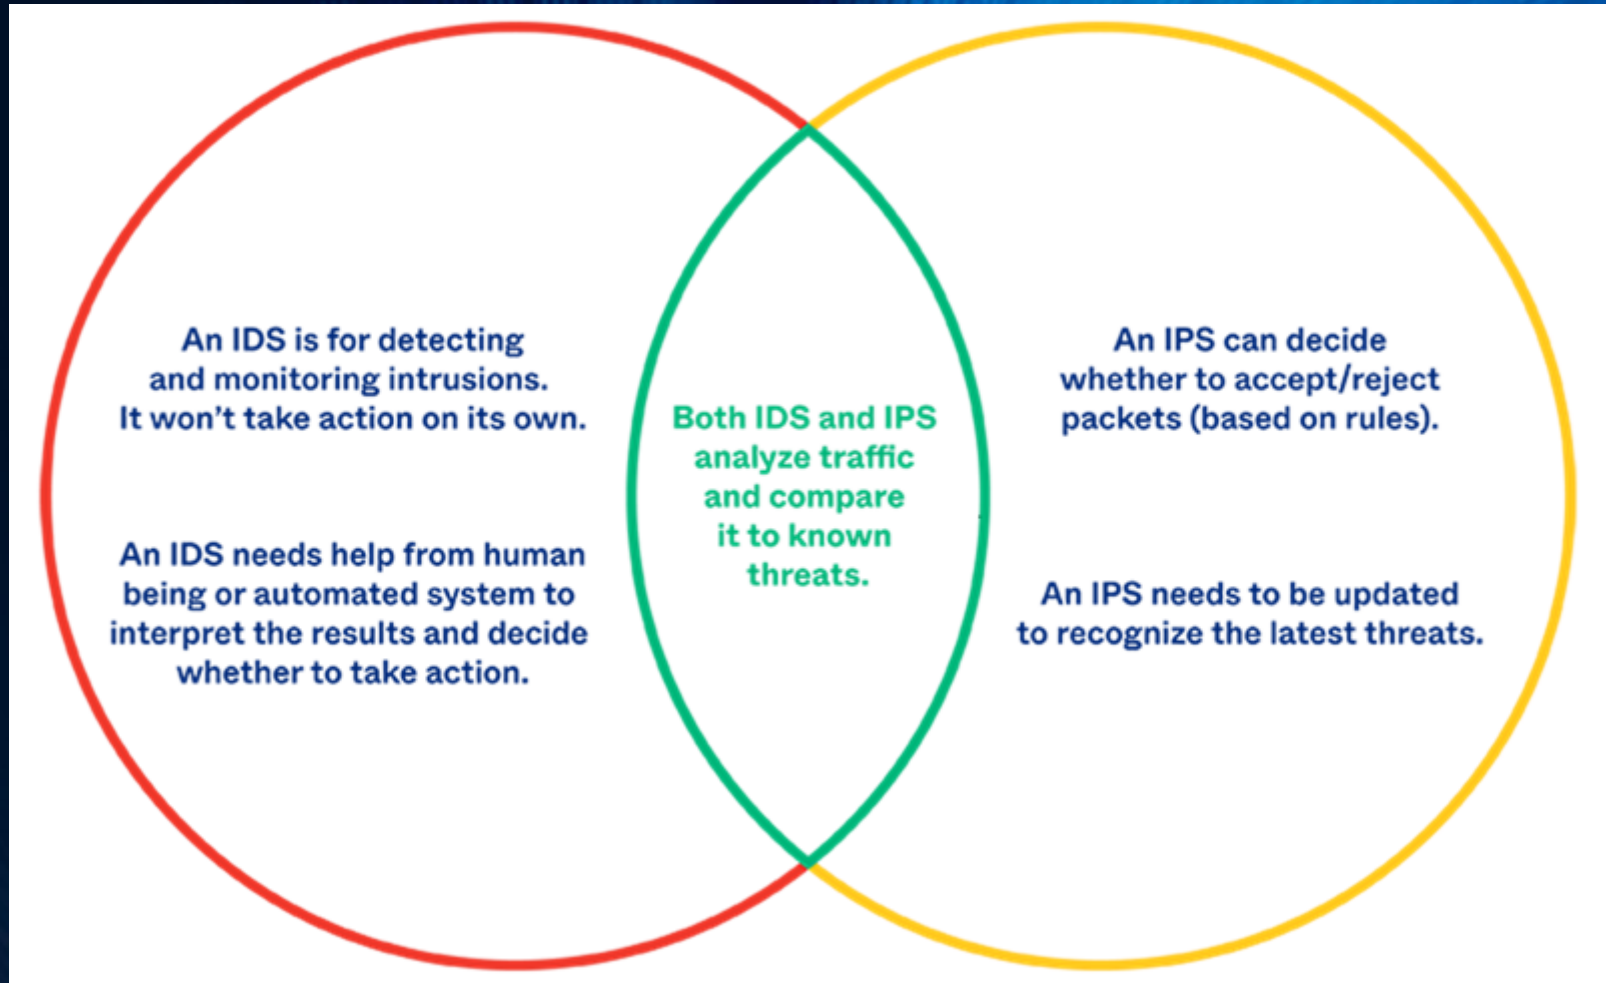 An IDS is for detecting
and monitoring intrusions.
It won't take action on its own.
An IDS needs help from human
being or automated system to
interpret the results and decide
whether to take action.
Both IDS and IPS
analyze traffic
and compare
it to known
threats.
An IPS can decide
whether to accept/reject
packets (based on rules).
An IPS needs to be updated
to recognize the latest threats.